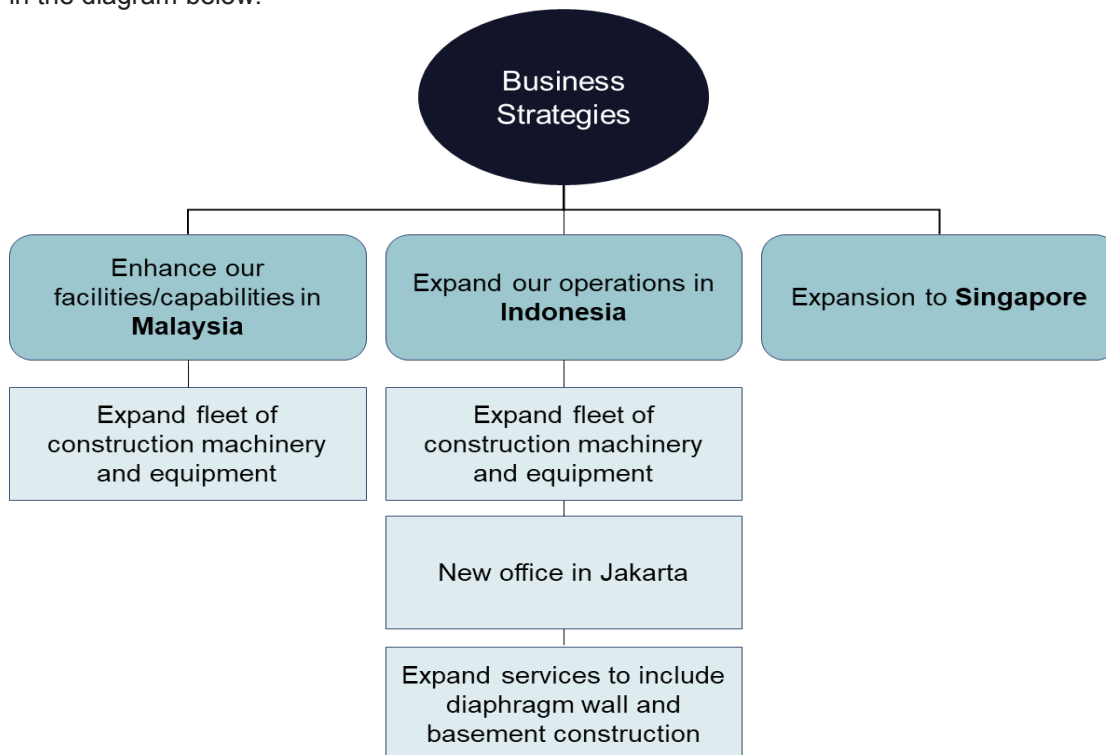 in the diagram below:
Business
Strategies
Enhance our
facilities/capabilities in
Malaysia
Expand our operations in
Indonesia
Expansion to Singapore
Expand fleet of
construction machinery
and equipment
Expand fleet of
construction machinery
and equipment
New office in Jakarta
Expand services to include
diaphragm wall and
basement construction